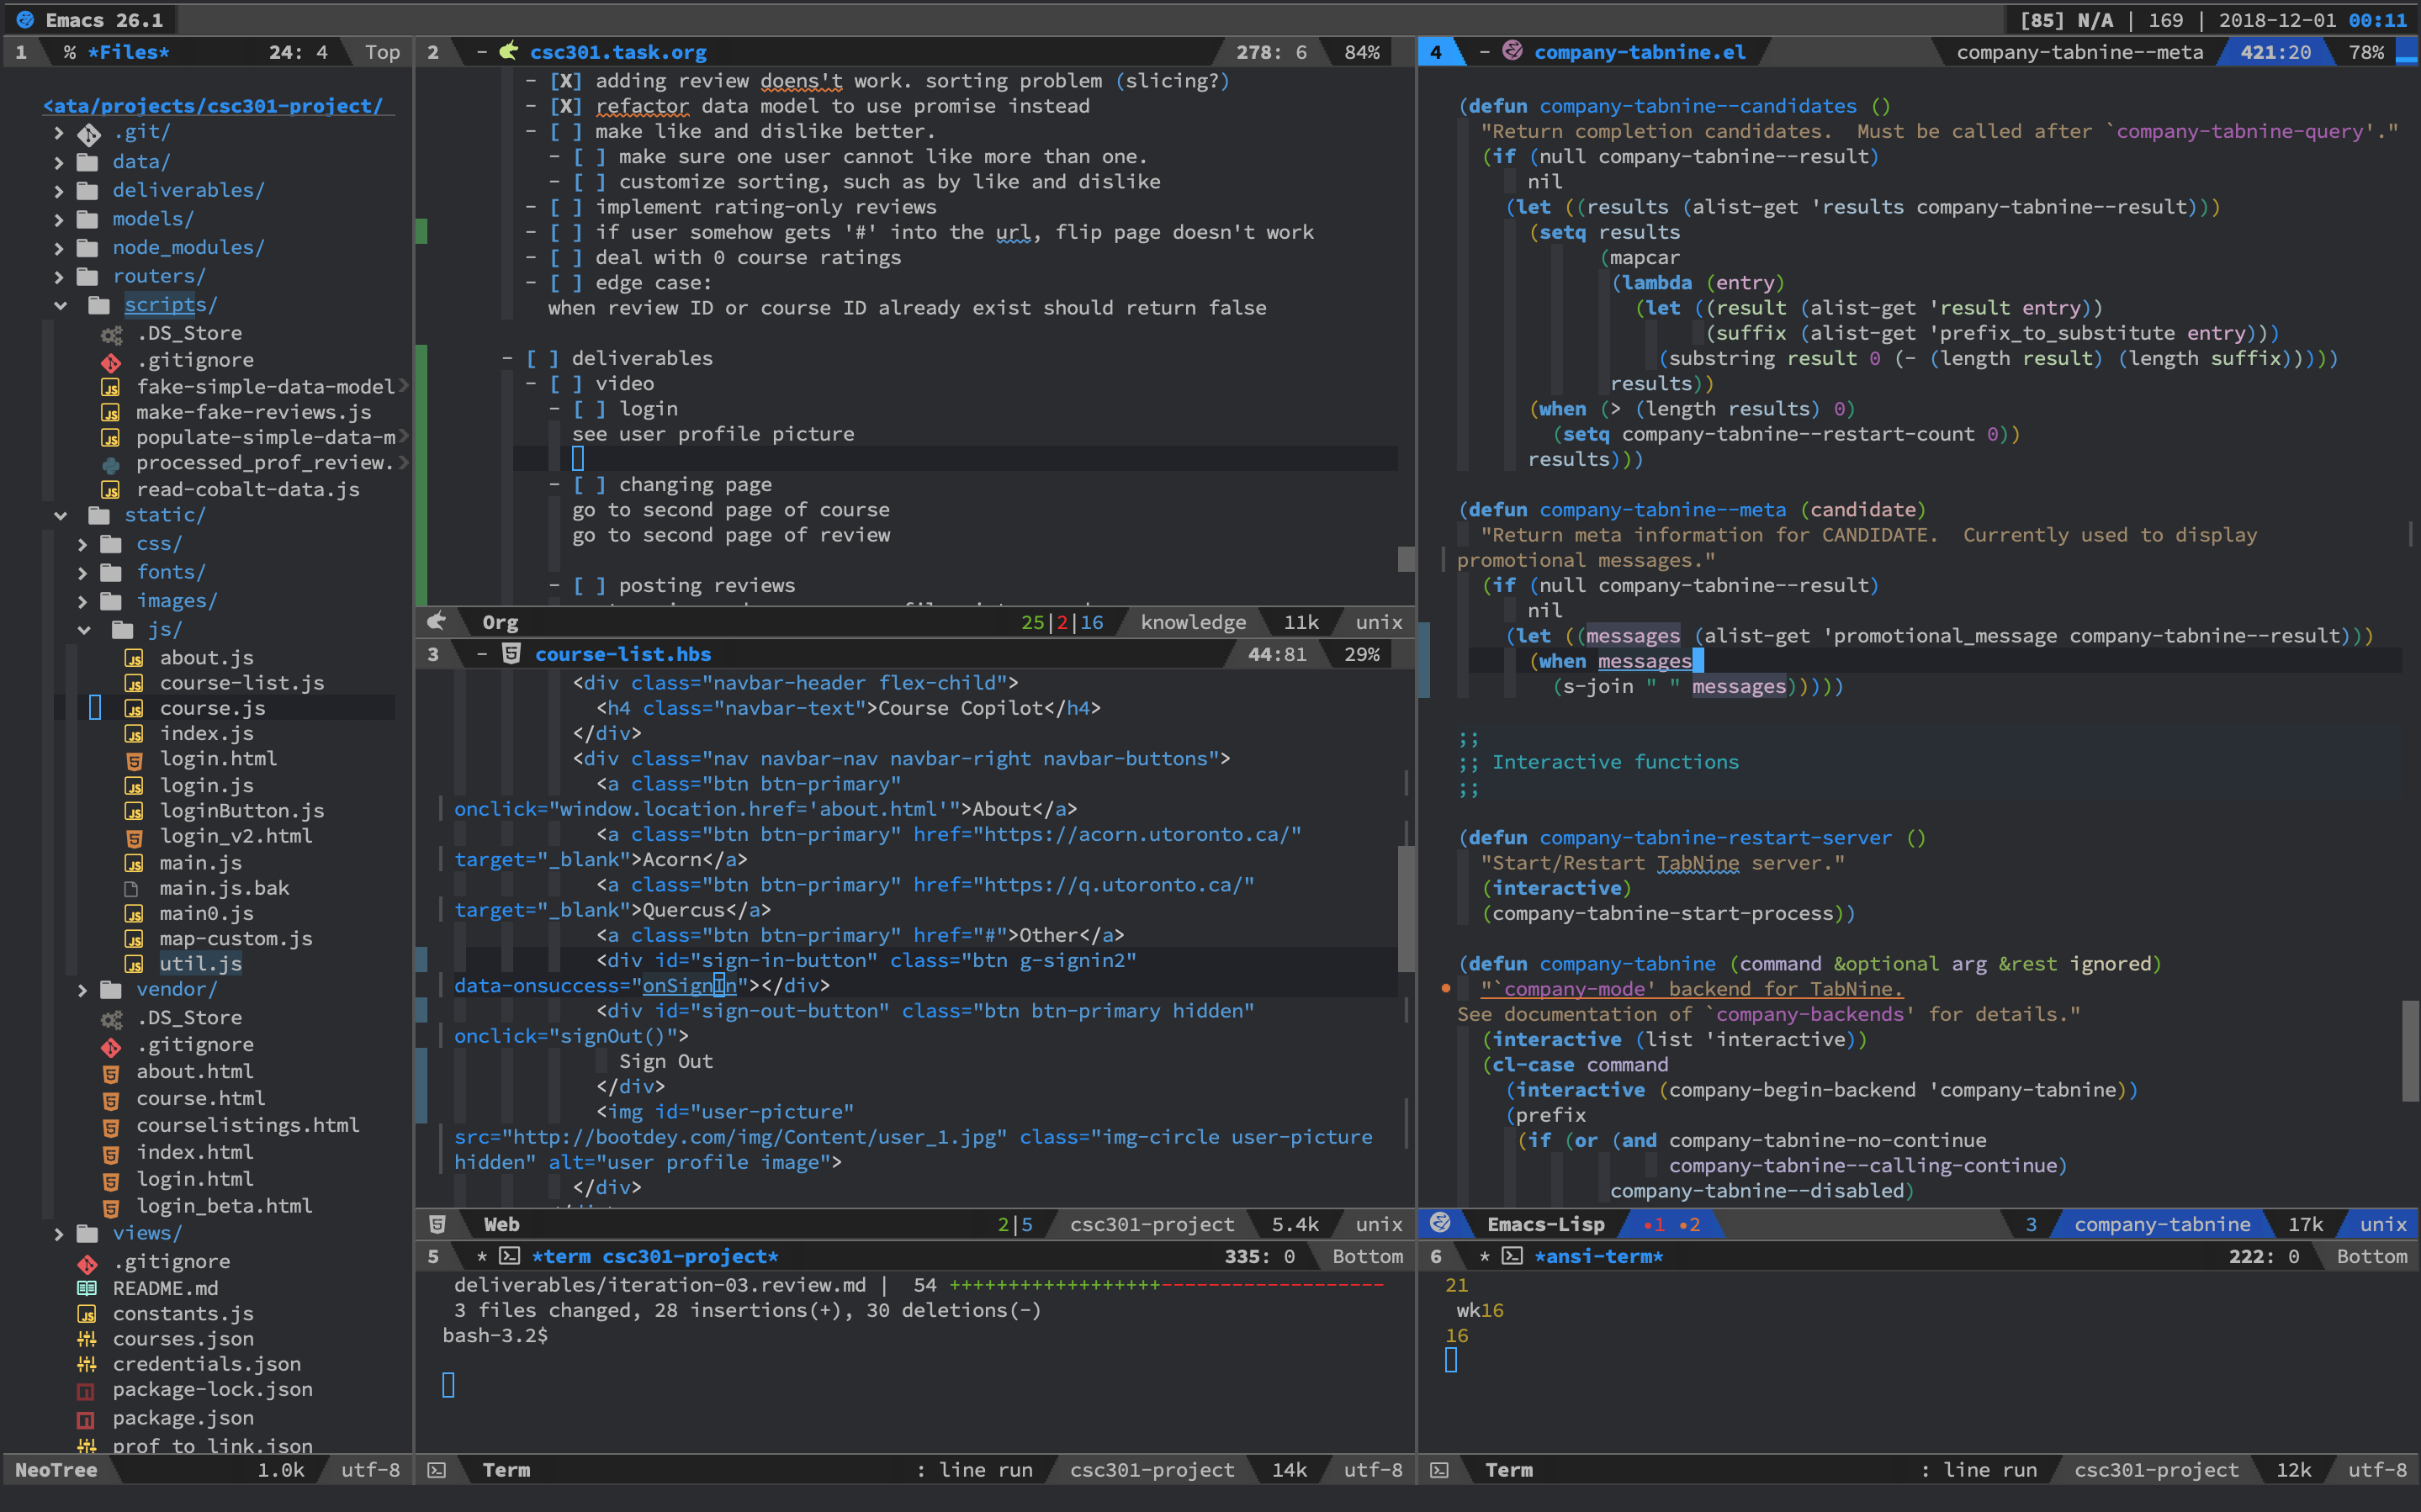 Emacs 26.1
[85] N/A | 169 | 2018-12-01 00:11
1 % *Files* 24: 4 Top
<ata/projects/csc301-project/
.git/
data/
deliverables/
models/
node_modules/
routers/
scripts/
.DS_Store
.gitignore
fake-simple-data-model
make-fake-reviews.js
populate-simple-data-m
processed_prof_review.
read-cobalt-data.js
static/
css/
fonts/
images/
js/
about.js
course-list.js
course.js
index.js
login.html
login.js
loginButton.js
login_v2.html
main.js
main.js.bak
main0.js
map-custom.js
util.js
vendor/
.DS_Store
.gitignore
about.html
course.html
courselistings.html
index.html
login.html
login_beta.html
views/
.gitignore
README.md
constants.js
courses.json
credentials.json
package-lock.json
package.json
prof_to_link.json
NeoTree 1.0k utf-8
2 - csc301.task.org 278: 6 84%
- [X] adding review doens't work. sorting problem (slicing?)
- [X] refactor data model to use promise instead
- [ ] make like and dislike better.
- [ ] make sure one user cannot like more than one.
- [ ] customize sorting, such as by like and dislike
- [ ] implement rating-only reviews
- [ ] if user somehow gets '#' into the url, flip page doesn't work
- [ ] deal with 0 course ratings
- [ ] edge case:
when review ID or course ID already exist should return false
- [ ] deliverables
- [ ] video
- [ ] login
see user profile picture
- [ ] changing page
go to second page of course
go to second page of review
- [ ] posting reviews
Org 25|2|16 knowledge 11k unix
3 - course-list.hbs 44:81 29%
<div class="navbar-header flex-child">
<h4 class="navbar-text">Course Copilot</h4>
</div>
<div class="nav navbar-nav navbar-right navbar-buttons">
<a class="btn btn-primary"
onclick="window.location.href='about.html'">About</a>
<a class="btn btn-primary" href="https://acorn.utoronto.ca/"
target="_blank">Acorn</a>
<a class="btn btn-primary" href="https://q.utoronto.ca/"
target="_blank">Quercus</a>
<a class="btn btn-primary" href="#">Other</a>
<div id="sign-in-button" class="btn g-signin2"
data-onsuccess="onSignIn"></div>
<div id="sign-out-button" class="btn btn-primary hidden"
onclick="signOut()">
Sign Out
</div>
<img id="user-picture"
src="http://bootdey.com/img/Content/user_1.jpg" class="img-circle user-picture
hidden" alt="user profile image">
</div>
Web 2|5 csc301-project 5.4k unix
5 * *term csc301-project* 335: 0 Bottom
deliverables/iteration-03.review.md | 54 ++++++++++++++++++-------------------
3 files changed, 28 insertions(+), 30 deletions(-)
bash-3.2$
Term : line run csc301-project 14k utf-8
4 - company-tabnine.el company-tabnine--meta 421:20 78%
(defun company-tabnine--candidates ()
"Return completion candidates.  Must be called after `company-tabnine-query'."
(if (null company-tabnine--result)
nil
(let ((results (alist-get 'results company-tabnine--result)))
(setq results
(mapcar
(lambda (entry)
(let ((result (alist-get 'result entry))
(suffix (alist-get 'prefix_to_substitute entry)))
(substring result 0 (- (length result) (length suffix)))))
results))
(when (> (length results) 0)
(setq company-tabnine--restart-count 0))
results)))
(defun company-tabnine--meta (candidate)
"Return meta information for CANDIDATE.  Currently used to display
promotional messages."
(if (null company-tabnine--result)
nil
(let ((messages (alist-get 'promotional_message company-tabnine--result)))
(when messages
(s-join " " messages)))))
;;
;; Interactive functions
;;
(defun company-tabnine-restart-server ()
"Start/Restart TabNine server."
(interactive)
(company-tabnine-start-process))
(defun company-tabnine (command &optional arg &rest ignored)
"`company-mode' backend for TabNine.
See documentation of `company-backends' for details."
(interactive (list 'interactive))
(cl-case command
(interactive (company-begin-backend 'company-tabnine))
(prefix
(if (or (and company-tabnine-no-continue
company-tabnine--calling-continue)
company-tabnine--disabled)
Emacs-Lisp •1 •2 3 company-tabnine 17k unix
6 * *ansi-term* 222: 0 Bottom
21
wk16
16
Term : line run csc301-project 12k utf-8